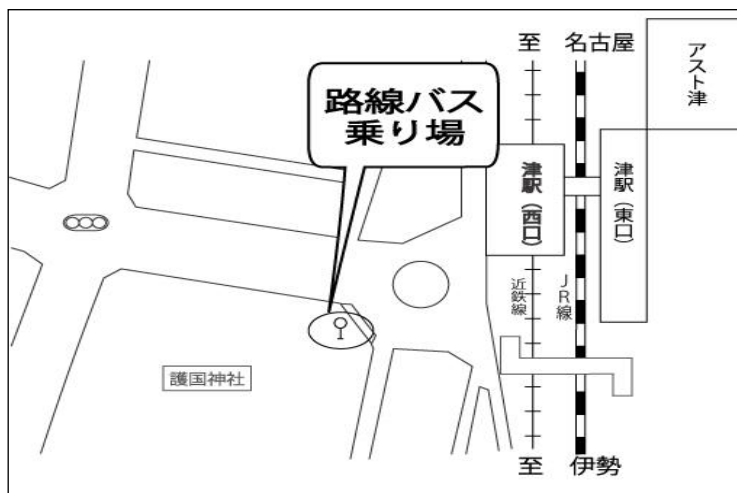 至 名古屋
アスト津
路線バス
乗り場
津駅(西口)
津駅(東口)
近鉄線
JR線
護国神社
至 伊勢